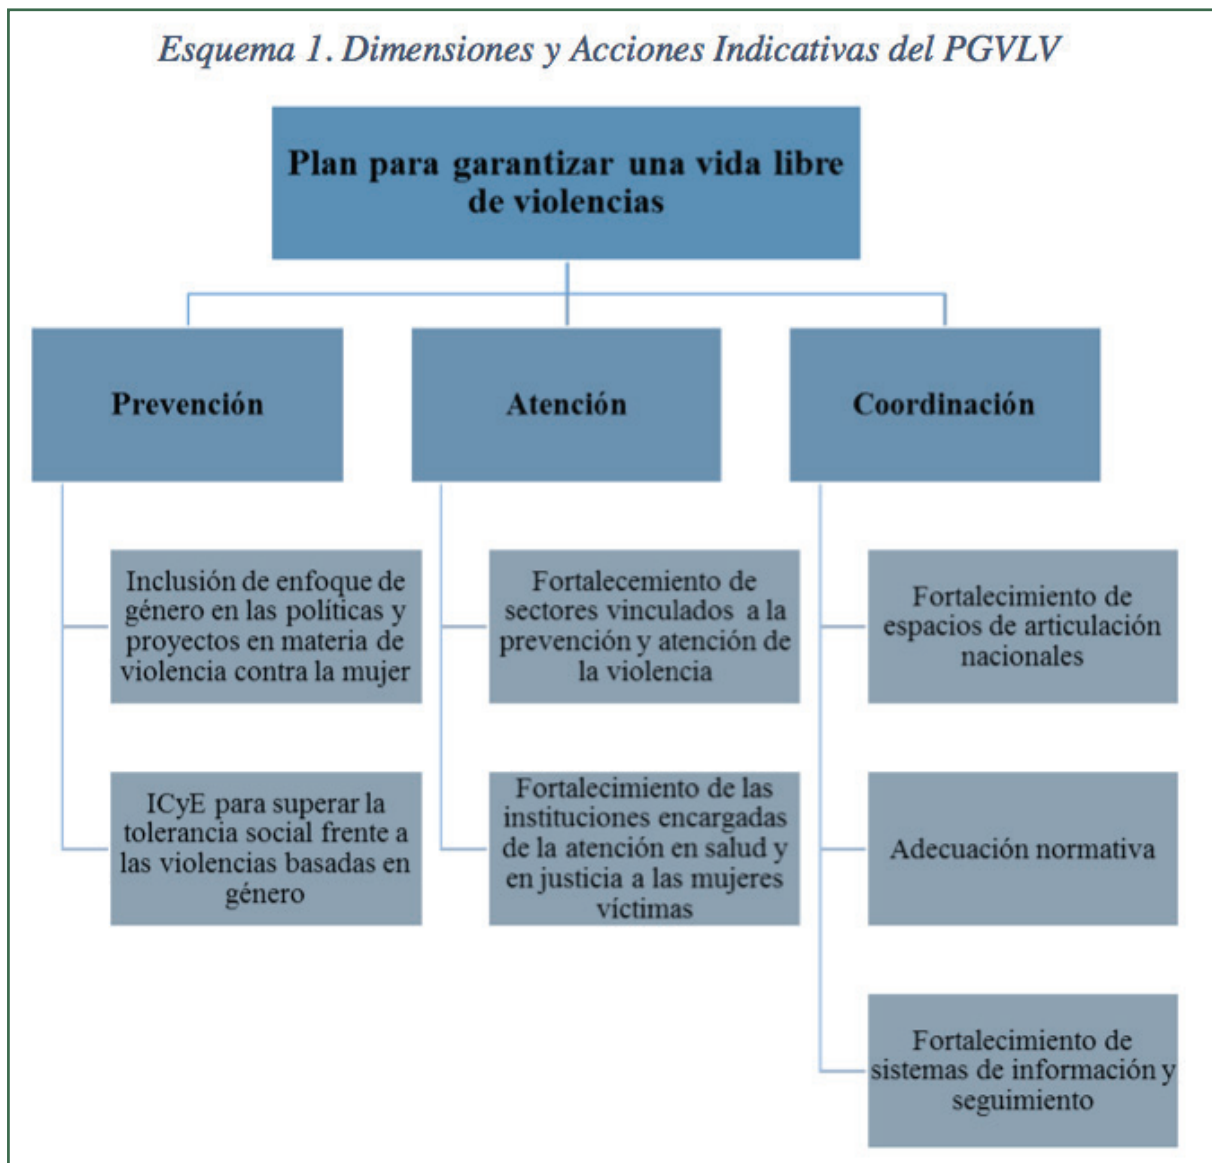 Esquema 1. Dimensiones y Acciones Indicativas del PGVLV
Plan para garantizar una vida libre
de violencias
Prevención
Atención
Coordinación
Inclusión de enfoque de
género en las políticas y
proyectos en materia de
violencia contra la mujer
ICyE para superar la
tolerancia social frente a
las violencias basadas en
género
Fortalecemiento de
sectores vinculados a la
prevención y atención de
la violencia
Fortalecimiento de las
instituciones encargadas
de la atención en salud y
en justicia a las mujeres
víctimas
Fortalecimiento de
espacios de articulación
nacionales
Adecuación normativa
Fortalecimiento de
sistemas de información y
seguimiento